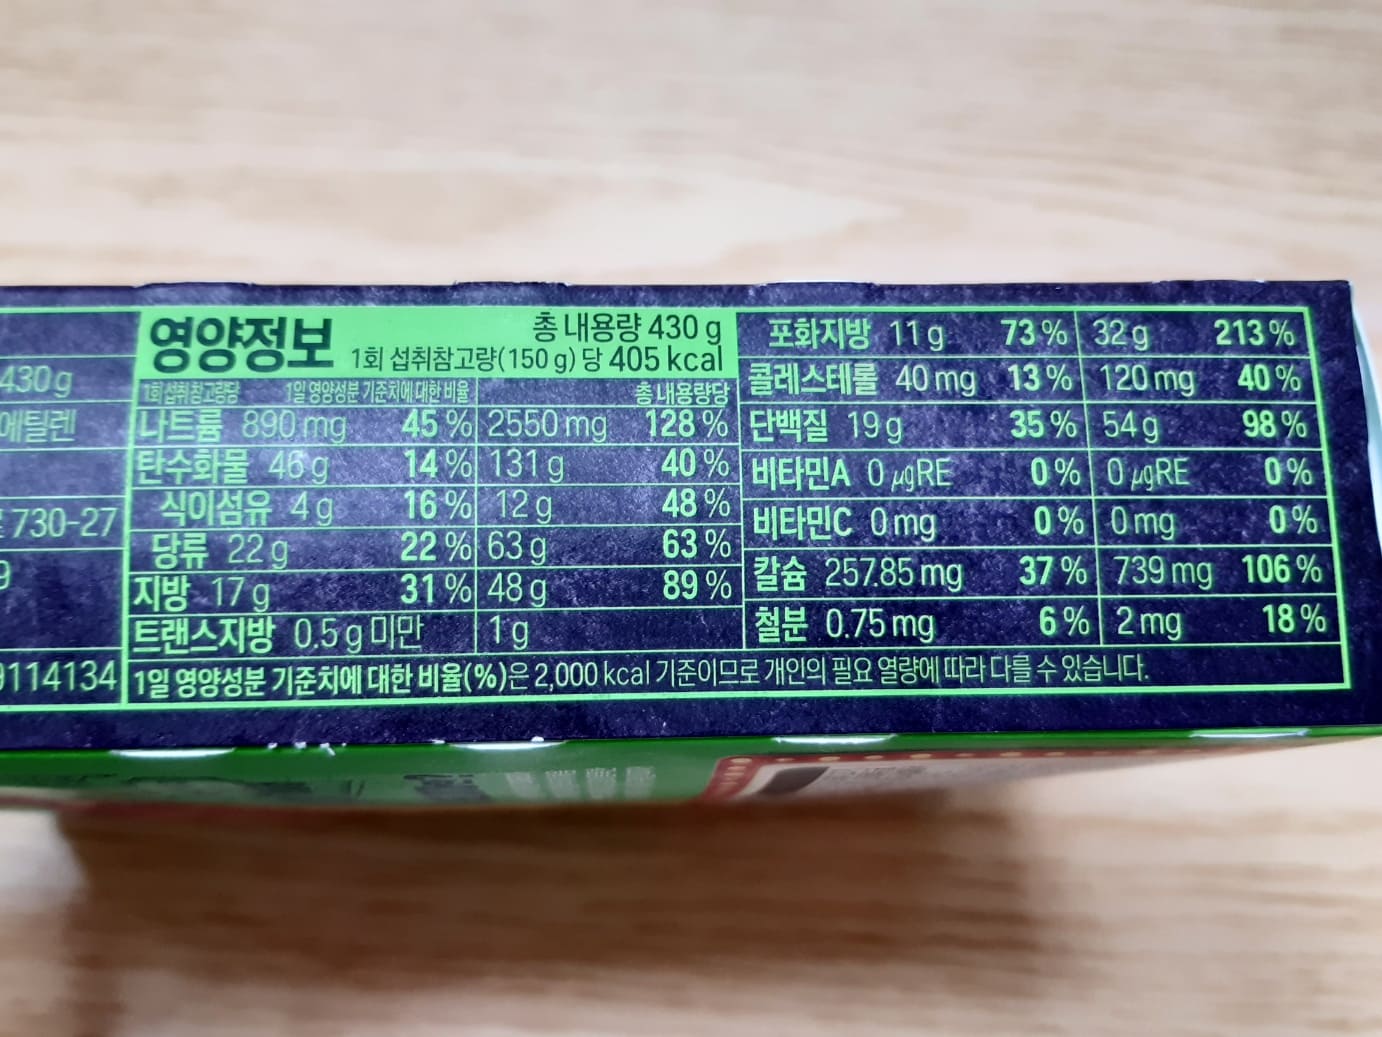 430g
에틸렌
730-27
9
9114134
영양정보
총 내용량 430 g
1회 섭취참고량(150 g) 당 405 kcal
1회 섭취참고량당 1일 영양성분 기준치에 대한 비율 총 내용량당
나트륨 890 mg 45 % 2550 mg 128 %
탄수화물 46 g 14 % 131 g 40 %
식이섬유 4 g 16 % 12 g 48 %
당류 22 g 22 % 63 g 63 %
지방 17 g 31 % 48 g 89 %
트랜스지방 0.5 g 미만 1 g
포화지방 11 g 73 % 32 g 213 %
콜레스테롤 40 mg 13 % 120 mg 40 %
단백질 19 g 35 % 54 g 98 %
비타민A 0 μgRE 0 % 0 μgRE 0 %
비타민C 0 mg 0 % 0 mg 0 %
칼슘 257.85 mg 37 % 739 mg 106 %
철분 0.75 mg 6 % 2 mg 18 %
1일 영양성분 기준치에 대한 비율(%)은 2,000 kcal 기준이므로 개인의 필요 열량에 따라 다를 수 있습니다.